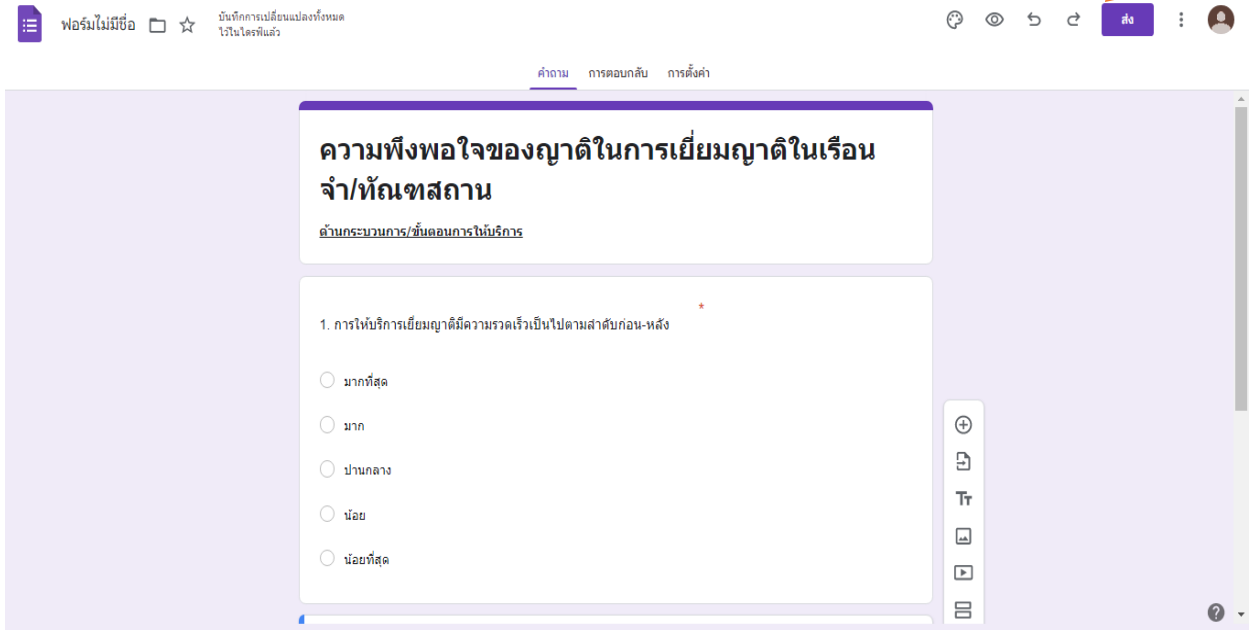 ฟอร์มไม่มีชื่อ
บันทึกการเปลี่ยนแปลงทั้งหมด
ไว้ในไดรฟ์แล้ว
ส่ง
คำถาม การตอบกลับ การตั้งค่า
ความพึงพอใจของญาติในการเยี่ยมญาติในเรือน
จำ/ทัณฑสถาน
ด้านกระบวนการ/ขั้นตอนการให้บริการ
*
1. การให้บริการเยี่ยมญาติมีความรวดเร็วเป็นไปตามลำดับก่อน-หลัง
มากที่สุด
มาก
ปานกลาง
น้อย
น้อยที่สุด